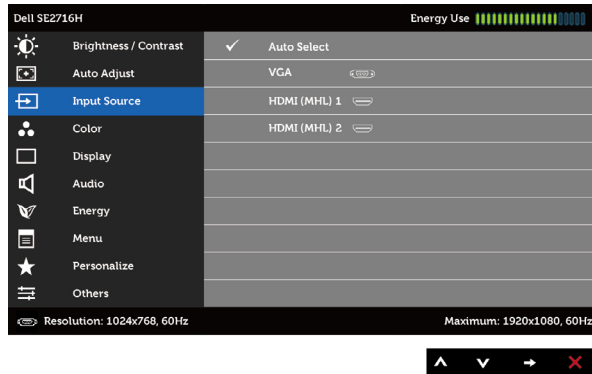 Dell SE2716H Energy Use
Brightness / Contrast Auto Select
Auto Adjust VGA
Input Source HDMI (MHL) 1
Color HDMI (MHL) 2
Display
Audio
Energy
Menu
Personalize
Others
Resolution: 1024x768, 60Hz Maximum: 1920x1080, 60Hz